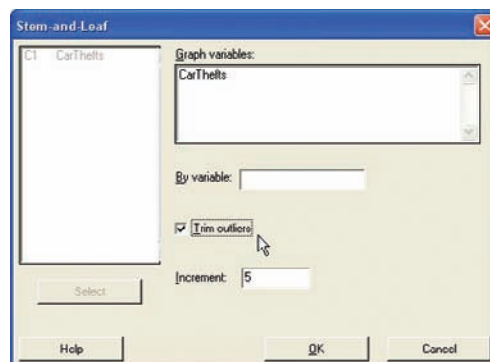 Stem-and-Leaf
C1 CarThefts
Graph variables:
CarThefts
By variable:
Trim outliers
Increment: 5
Select
Help
OK
Cancel